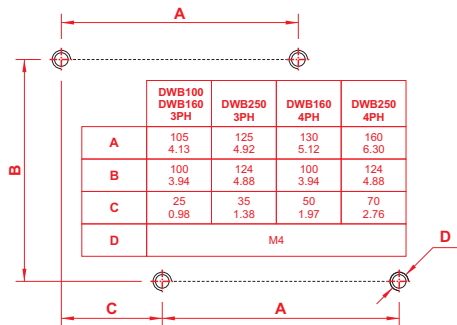 A
B
DWB100 DWB160 3PH DWB250 3PH DWB160 4PH DWB250 4PH
A 105 4.13 125 4.92 130 5.12 160 6.30
B 100 3.94 124 4.88 100 3.94 124 4.88
C 25 0.98 35 1.38 50 1.97 70 2.76
D M4
D
C
A